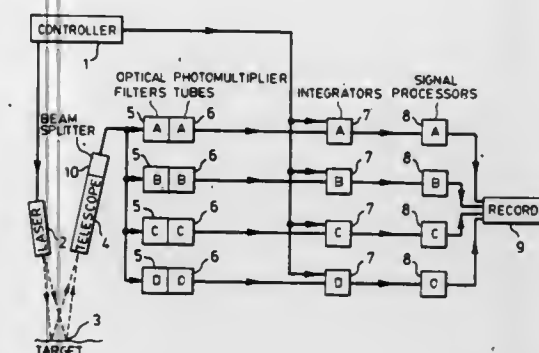 CONTROLLER
1
OPTICAL PHOTOMULTIPLIER
FILTERS TUBES
INTEGRATORS
SIGNAL
PROCESSORS
BEAM
SPLITTER
5 6 7 8
A A A A
10
5 6 7 8
B B B B
TELESCOPE
4
LASER
2
RECORD
9
5 6 7 8
C C C C
5 6 7 8
D D D D
3
TARGET